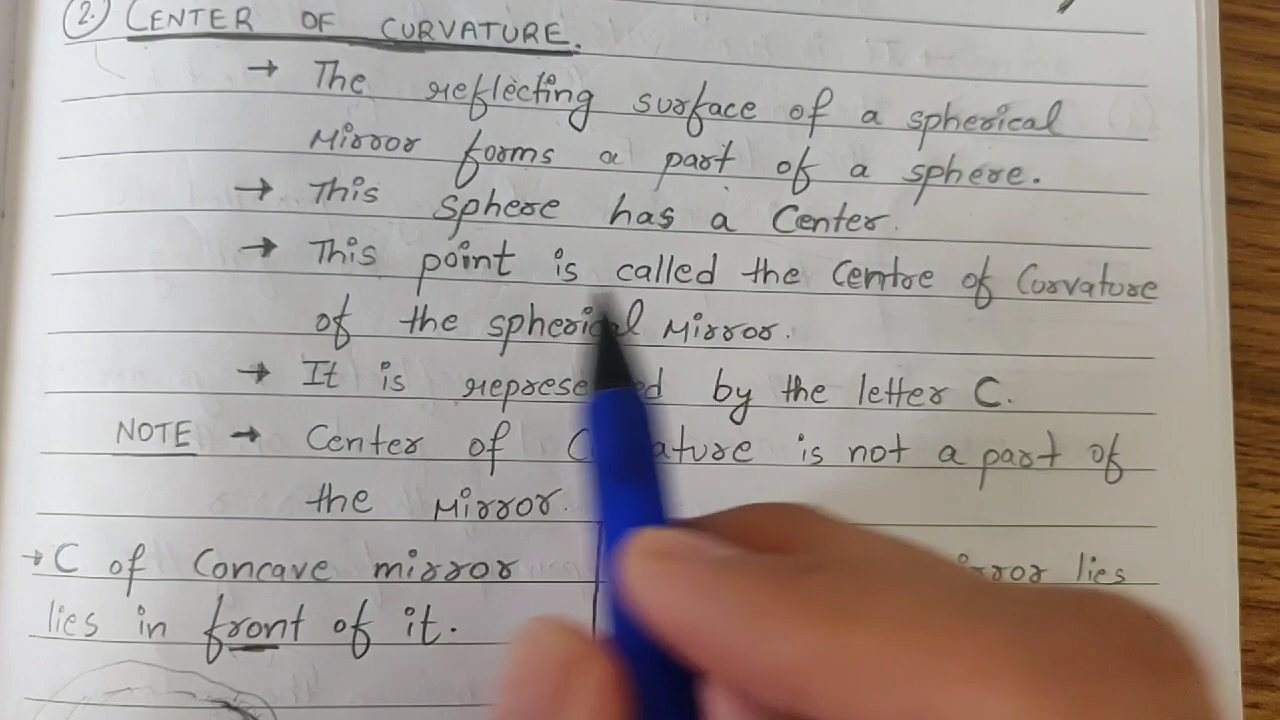 2. CENTER OF CURVATURE.
→ The reflecting surface of a spherical
Mirror forms a part of a sphere.
→ This sphere has a Center.
→ This point is called the Centre of Curvature
of the spherical Mirror.
→ It is by the letter C.
NOTE → Center of is not a part of
the Mirror.
→ C of Concave mirror lies
lies in front of it.